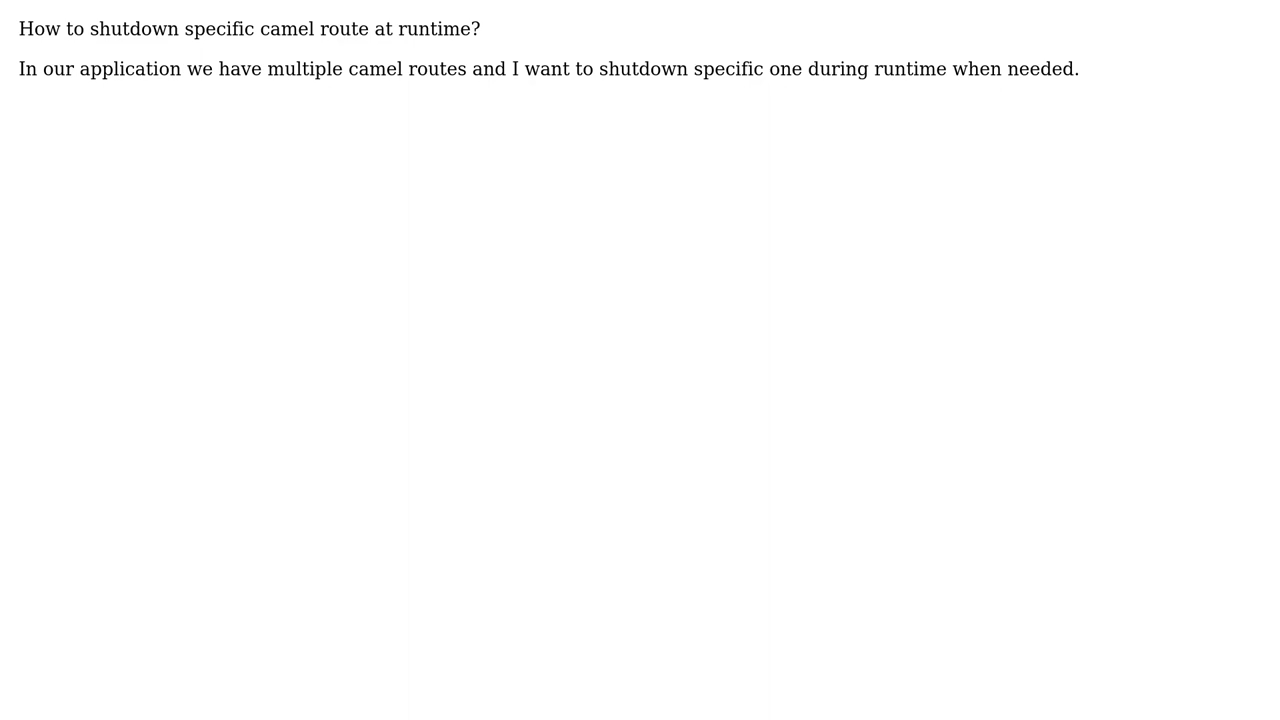 How to shutdown specific camel route at runtime?
In our application we have multiple camel routes and I want to shutdown specific one during runtime when needed.